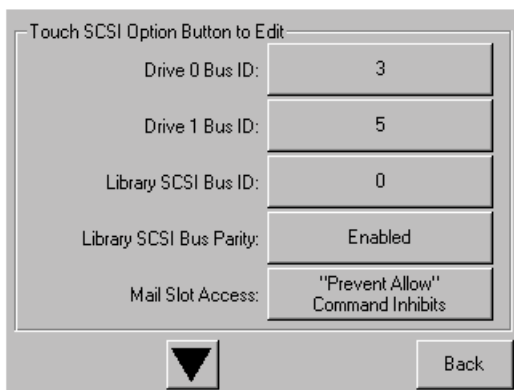 Touch SCSI Option Button to Edit
Drive 0 Bus ID: 3
Drive 1 Bus ID: 5
Library SCSI Bus ID: 0
Library SCSI Bus Parity: Enabled
Mail Slot Access: "Prevent Allow"
Command Inhibits
Back